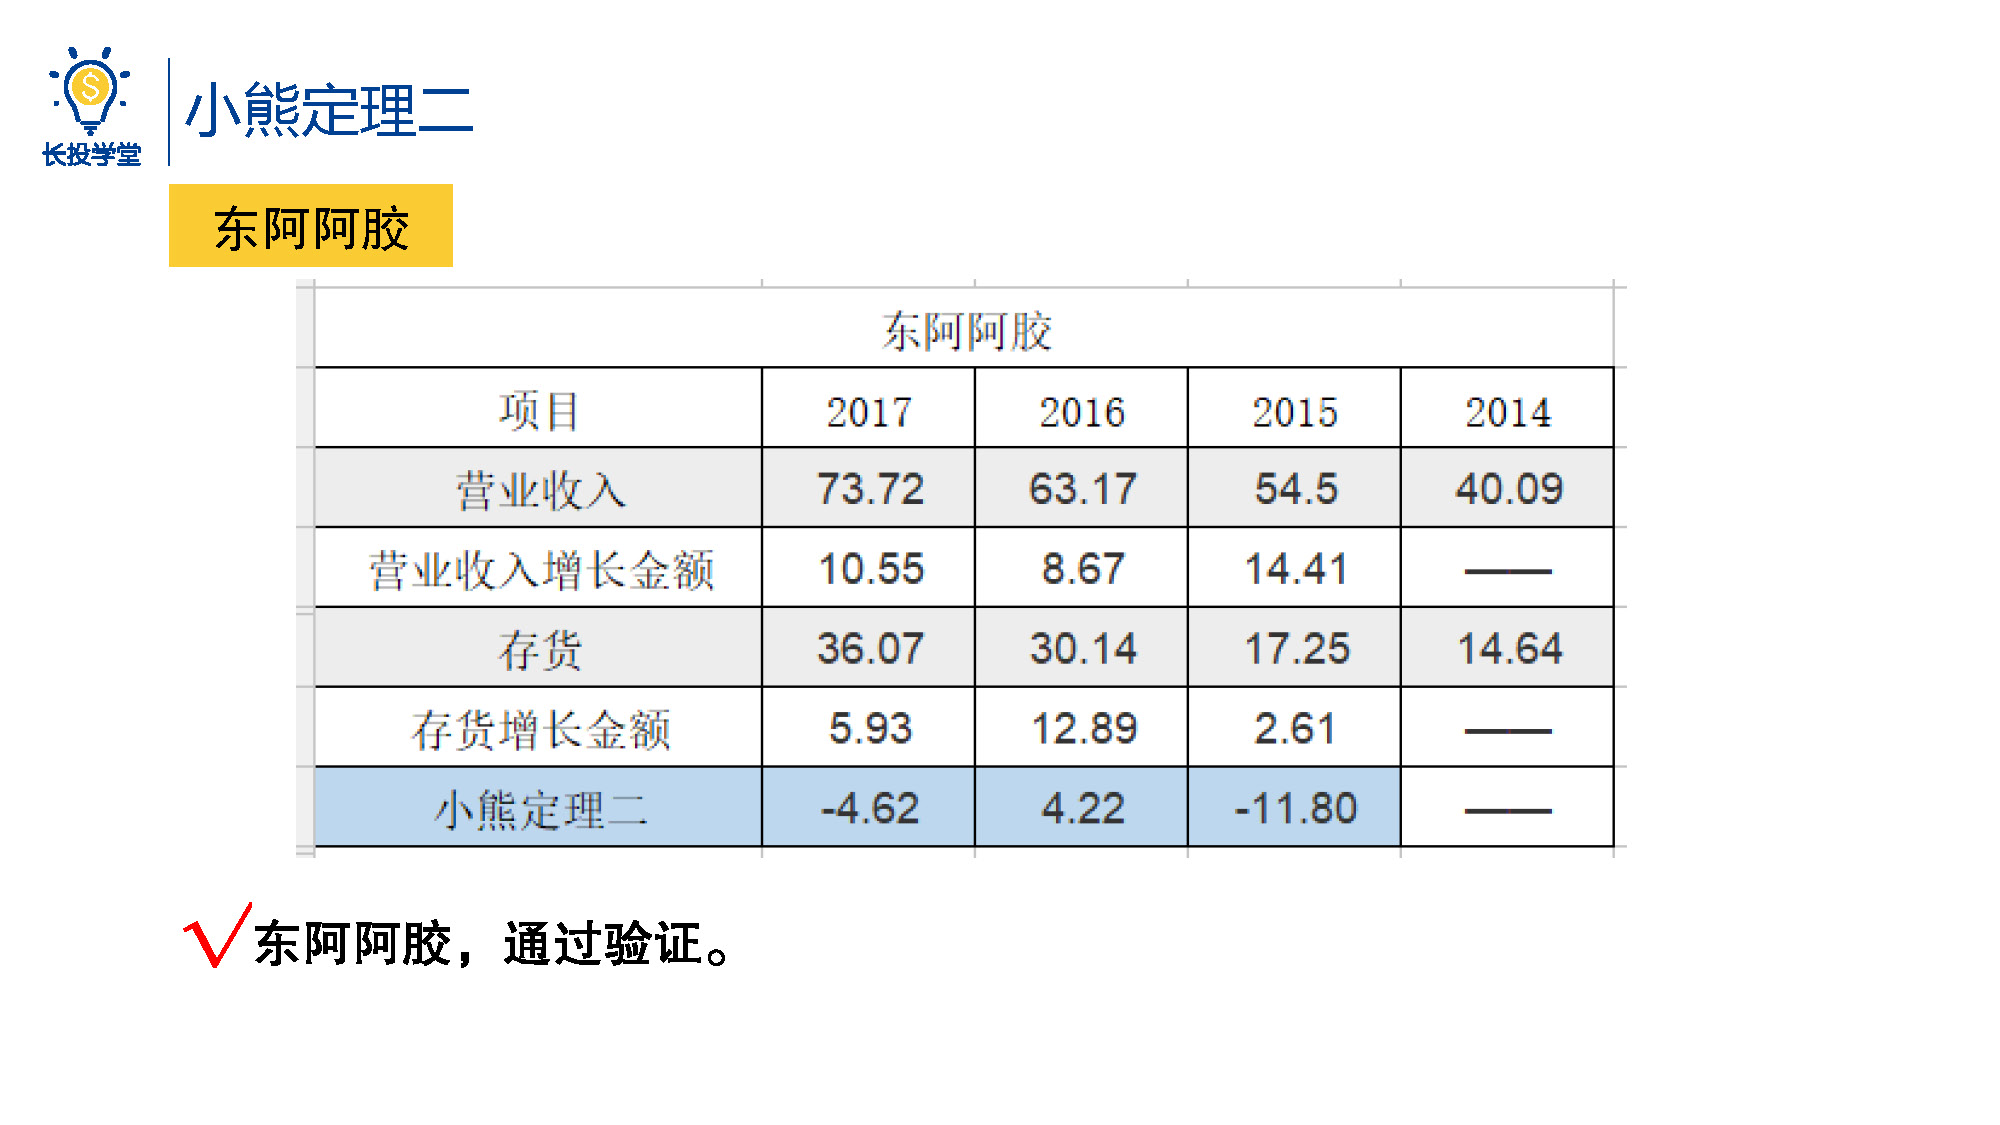 小熊定理二
长投学堂
东阿阿胶
东阿阿胶
项目 2017 2016 2015 2014
营业收入 73.72 63.17 54.5 40.09
营业收入增长金额 10.55 8.67 14.41 ——
存货 36.07 30.14 17.25 14.64
存货增长金额 5.93 12.89 2.61 ——
小熊定理二 -4.62 4.22 -11.80 ——
√东阿阿胶，通过验证。